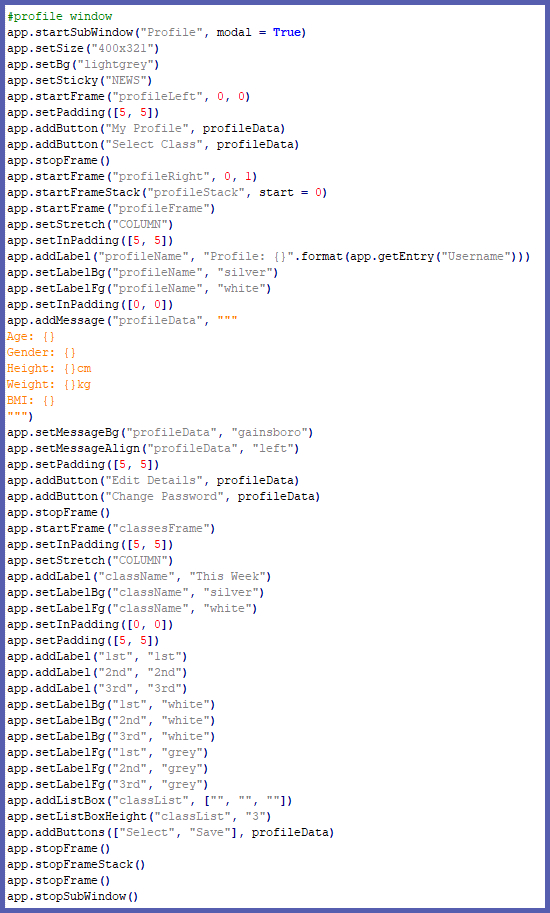 #profile window
app.startSubWindow("Profile", modal = True)
app.setSize("400x321")
app.setBg("lightgrey")
app.setSticky("NEWS")
app.startFrame("profileLeft", 0, 0)
app.setPadding([5, 5])
app.addButton("My Profile", profileData)
app.addButton("Select Class", profileData)
app.stopFrame()
app.startFrame("profileRight", 0, 1)
app.startFrameStack("profileStack", start = 0)
app.startFrame("profileFrame")
app.setStretch("COLUMN")
app.setInPadding([5, 5])
app.addLabel("profileName", "Profile: {}".format(app.getEntry("Username")))
app.setLabelBg("profileName", "silver")
app.setLabelFg("profileName", "white")
app.setInPadding([0, 0])
app.addMessage("profileData", """
Age: {}
Gender: {}
Height: {}cm
Weight: {}kg
BMI: {}
""")
app.setMessageBg("profileData", "gainsboro")
app.setMessageAlign("profileData", "left")
app.setPadding([5, 5])
app.addButton("Edit Details", profileData)
app.addButton("Change Password", profileData)
app.stopFrame()
app.startFrame("classesFrame")
app.setInPadding([5, 5])
app.setStretch("COLUMN")
app.addLabel("className", "This Week")
app.setLabelBg("className", "silver")
app.setLabelFg("className", "white")
app.setInPadding([0, 0])
app.setPadding([5, 5])
app.addLabel("1st", "1st")
app.addLabel("2nd", "2nd")
app.addLabel("3rd", "3rd")
app.setLabelBg("1st", "white")
app.setLabelBg("2nd", "white")
app.setLabelBg("3rd", "white")
app.setLabelFg("1st", "grey")
app.setLabelFg("2nd", "grey")
app.setLabelFg("3rd", "grey")
app.addListBox("classList", ["", "", ""])
app.setListBoxHeight("classList", "3")
app.addButtons(["Select", "Save"], profileData)
app.stopFrame()
app.stopFrameStack()
app.stopFrame()
app.stopSubWindow()